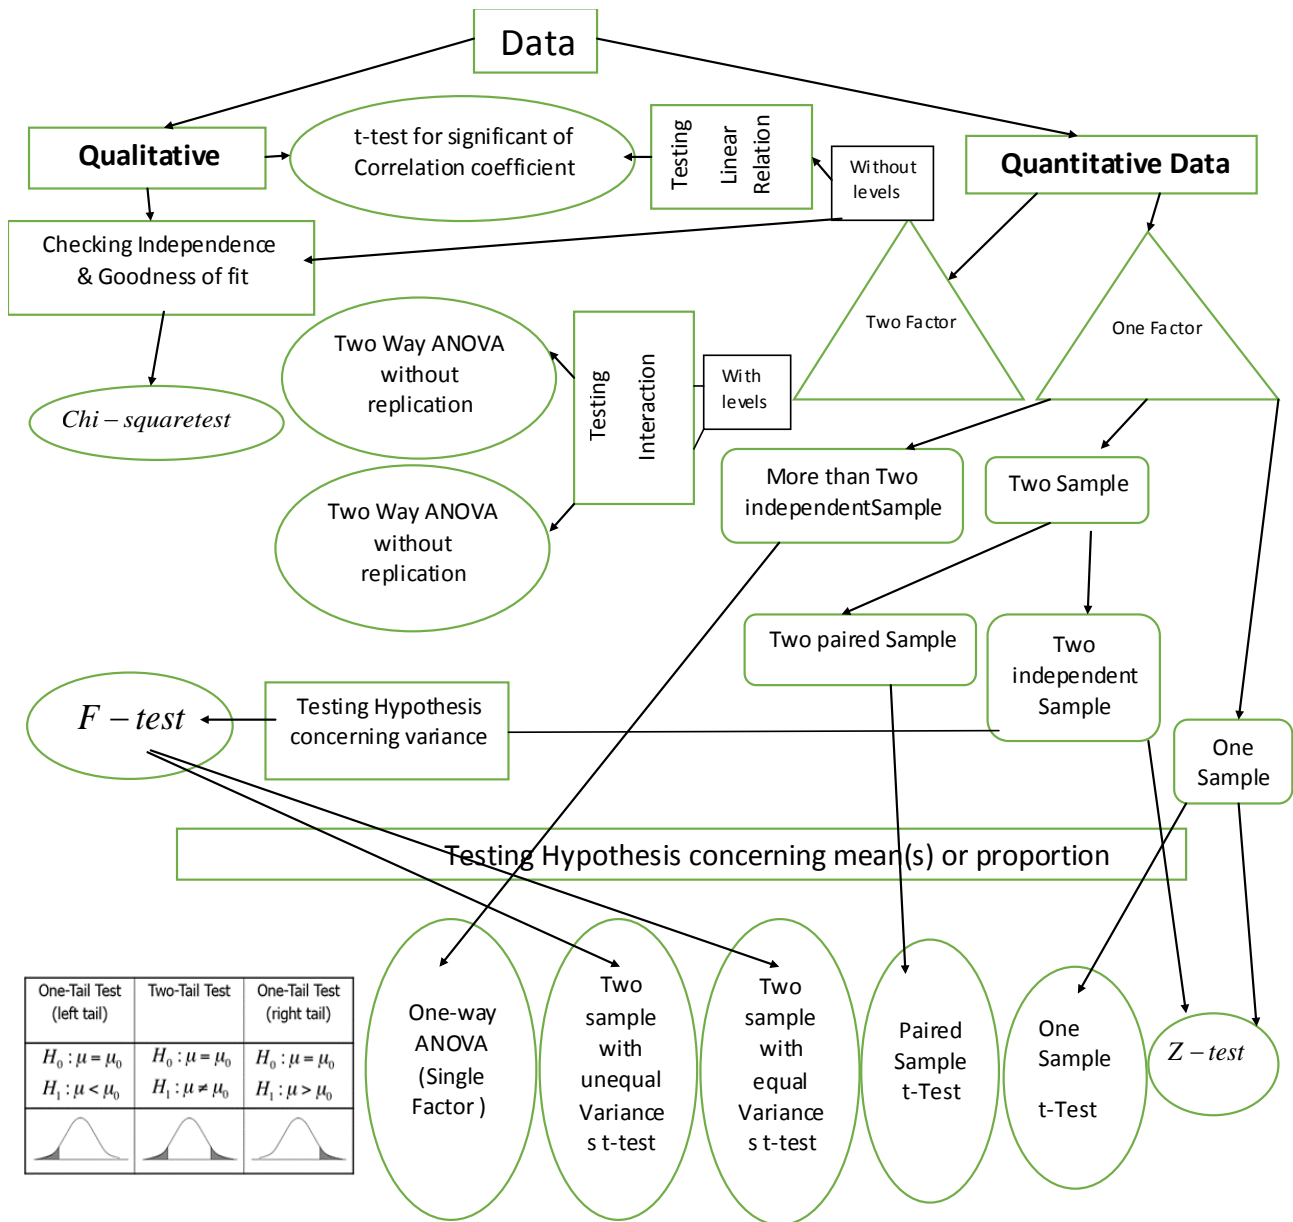 Data
Qualitative
t-test for significant of
Correlation coefficient
Testing
Linear
Relation
Without
levels
Quantitative Data
Checking Independence
& Goodness of fit
Two Factor
One Factor
Two Way ANOVA
without
replication
Testing
Interaction
With
levels
Chi – squaretest
More than Two
independentSample
Two Sample
Two Way ANOVA
without
replication
Two paired Sample
Two
independent
Sample
F – test
Testing Hypothesis
concerning variance
One
Sample
Testing Hypothesis concerning mean(s) or proportion
One-Tail Test
(left tail)
Two-Tail Test
One-Tail Test
(right tail)
H₀ : μ = μ₀
H₁ : μ < μ₀
H₀ : μ = μ₀
H₁ : μ ≠ μ₀
H₀ : μ = μ₀
H₁ : μ > μ₀
One-way
ANOVA
(Single
Factor )
Two
sample
with
unequal
Variance
s t-test
Two
sample
with
equal
Variance
s t-test
Paired
Sample
t-Test
One
Sample
t-Test
Z – test